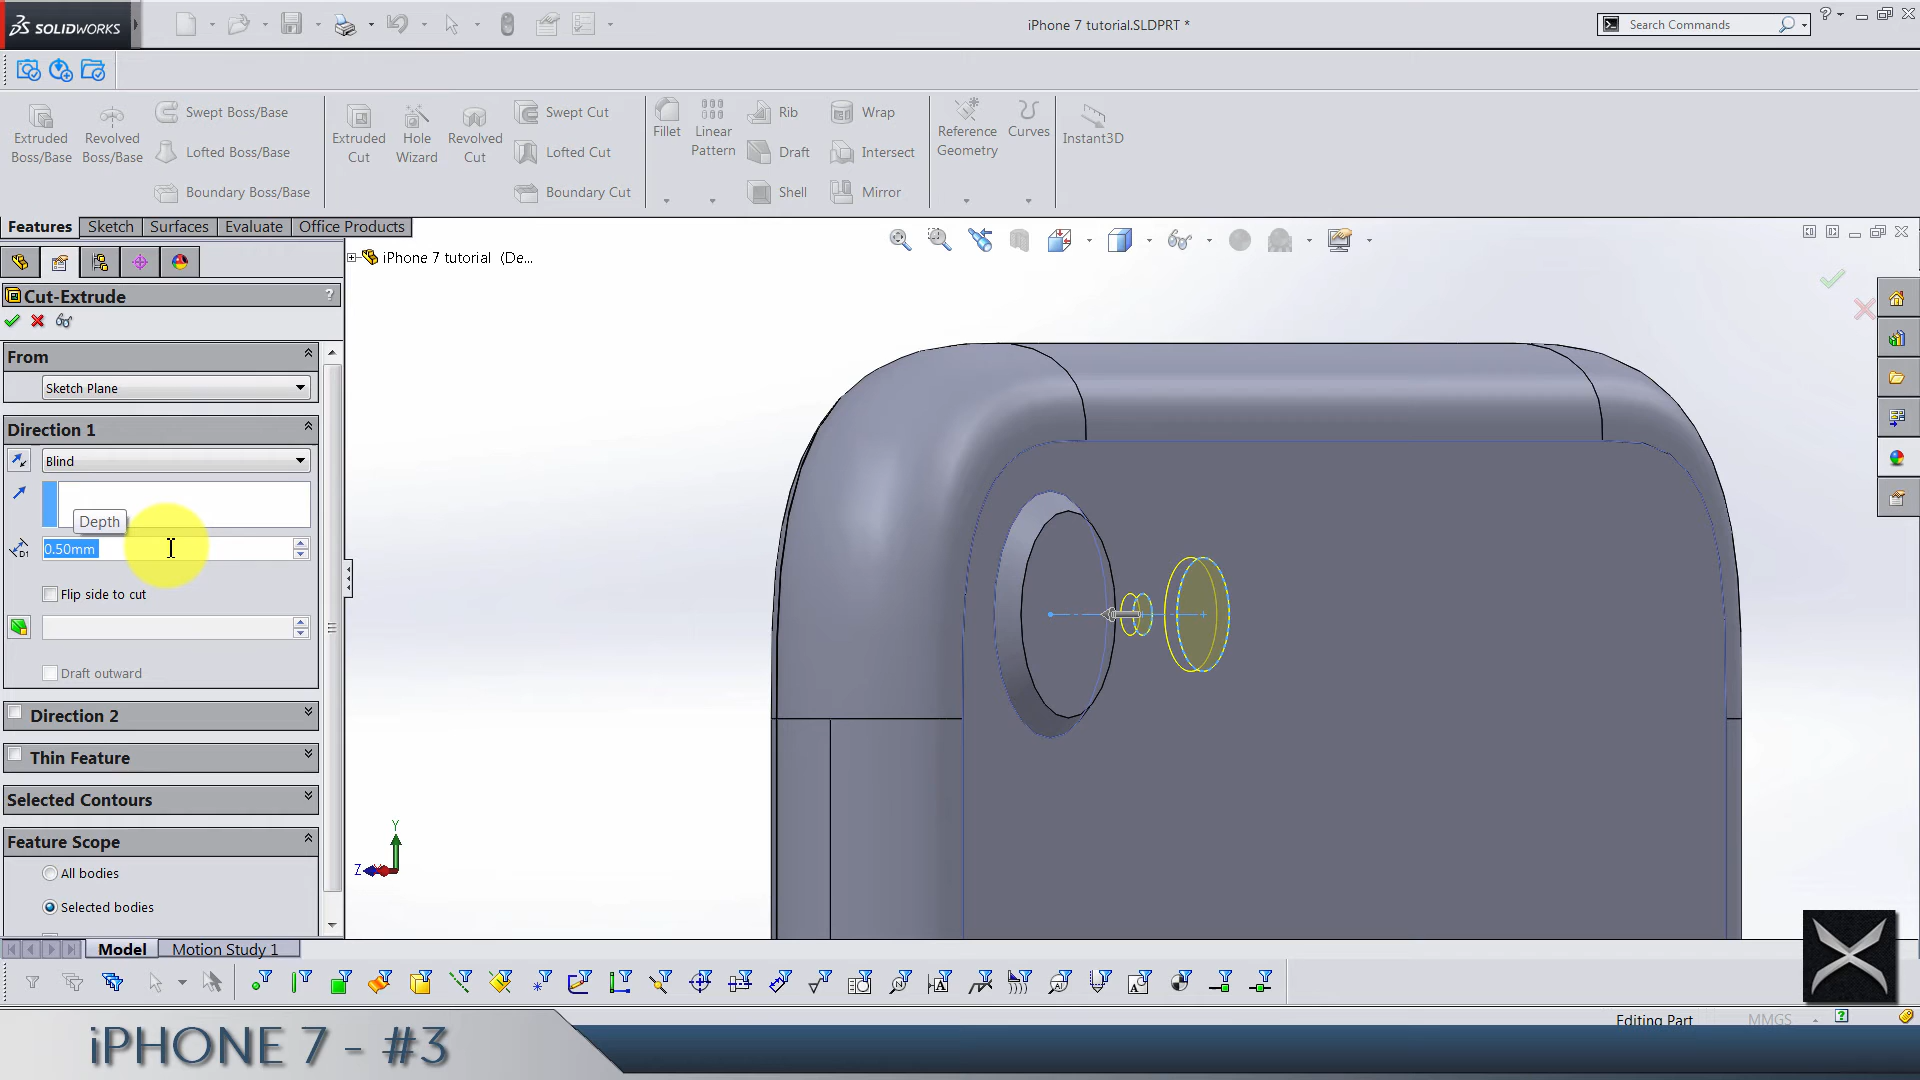 SOLIDWORKS
iPhone 7 tutorial.SLDPRT *
Search Commands
Extruded Boss/Base
Revolved Boss/Base
Swept Boss/Base
Lofted Boss/Base
Boundary Boss/Base
Extruded Cut
Hole Wizard
Revolved Cut
Swept Cut
Lofted Cut
Boundary Cut
Fillet
Linear Pattern
Rib
Draft
Shell
Wrap
Intersect
Mirror
Reference Geometry
Curves
Instant3D
Features Sketch Surfaces Evaluate Office Products
iPhone 7 tutorial (De...
Cut-Extrude ?
From
Sketch Plane
Direction 1
Blind
Depth
D1 0.50mm
Flip side to cut
Draft outward
Direction 2
Thin Feature
Selected Contours
Feature Scope
All bodies
Selected bodies
Y
Z
Model Motion Study 1
Editing Part MMGS
iPHONE 7 - #3